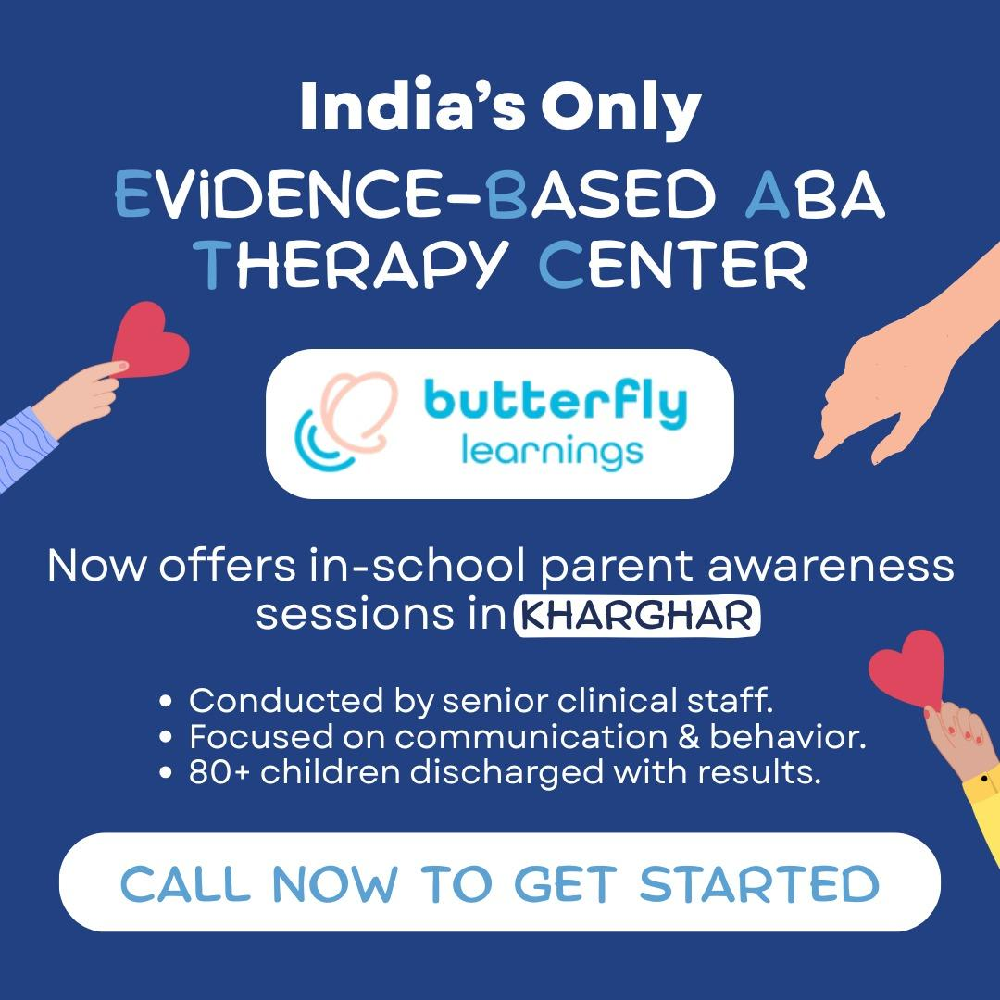 India's Only
EViDENCE-BASED ABA
THERAPY CENTER
butterfly
learnings
Now offers in-school parent awareness
sessions in KHARGHAR
• Conducted by senior clinical staff.
• Focused on communication & behavior.
• 80+ children discharged with results.
CALL NOW TO GET STARTED